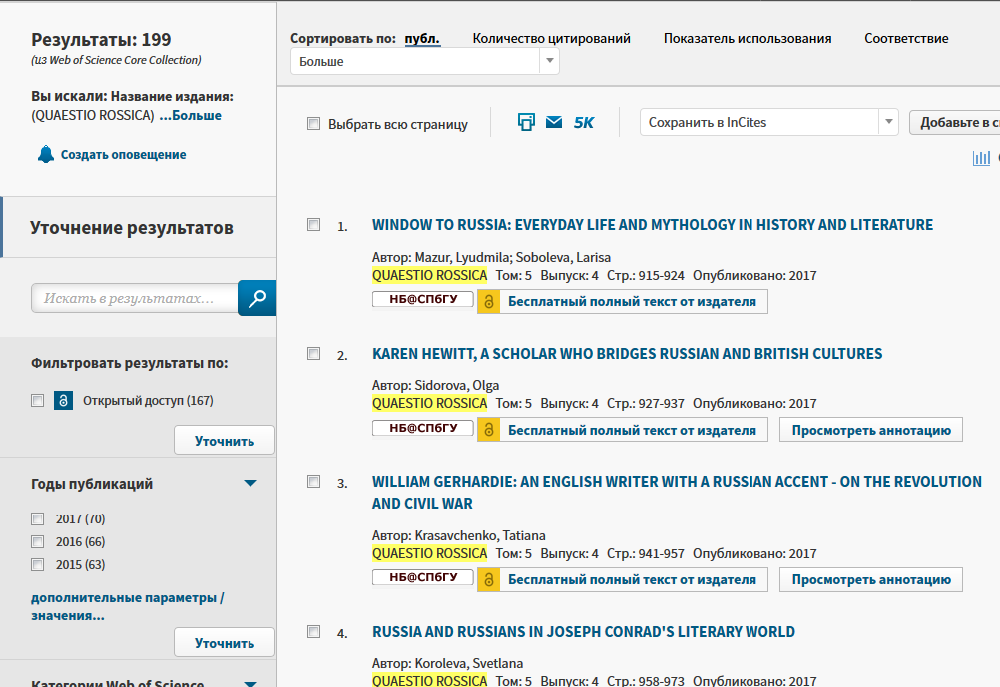 Результаты: 199
(из Web of Science Core Collection)
Вы искали: Название издания:
(QUAESTIO ROSSICA) ...Больше
Создать оповещение
Уточнение результатов
Искать в результатах...
Фильтровать результаты по:
Открытый доступ (167)
Уточнить
Годы публикаций
2017 (70)
2016 (66)
2015 (63)
дополнительные параметры /
значения...
Уточнить
Категории Web of Science
Сортировать по: публ. Количество цитирований Показатель использования Соответствие
Больше
Выбрать всю страницу 5K Сохранить в InCites Добавьте в с
1. WINDOW TO RUSSIA: EVERYDAY LIFE AND MYTHOLOGY IN HISTORY AND LITERATURE
Автор: Mazur, Lyudmila; Soboleva, Larisa
QUAESTIO ROSSICA Том: 5 Выпуск: 4 Стр.: 915-924 Опубликовано: 2017
НБ@СПбГУ Бесплатный полный текст от издателя
2. KAREN HEWITT, A SCHOLAR WHO BRIDGES RUSSIAN AND BRITISH CULTURES
Автор: Sidorova, Olga
QUAESTIO ROSSICA Том: 5 Выпуск: 4 Стр.: 927-937 Опубликовано: 2017
НБ@СПбГУ Бесплатный полный текст от издателя Просмотреть аннотацию
3. WILLIAM GERHARDIE: AN ENGLISH WRITER WITH A RUSSIAN ACCENT - ON THE REVOLUTION
AND CIVIL WAR
Автор: Krasavchenko, Tatiana
QUAESTIO ROSSICA Том: 5 Выпуск: 4 Стр.: 941-957 Опубликовано: 2017
НБ@СПбГУ Бесплатный полный текст от издателя Просмотреть аннотацию
4. RUSSIA AND RUSSIANS IN JOSEPH CONRAD'S LITERARY WORLD
Автор: Koroleva, Svetlana
QUAESTIO ROSSICA Том: 5 Выпуск: 4 Стр.: 958-973 Опубликовано: 2017